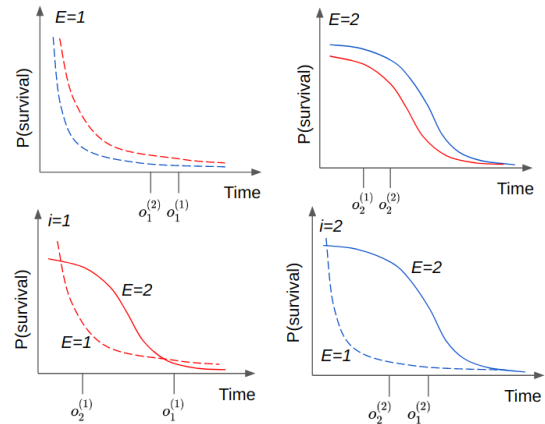 E=1
P(survival)
Time
o_1^{(2)} o_1^{(1)}
E=2
P(survival)
Time
o_2^{(1)} o_2^{(2)}
i=1
P(survival)
E=2
E=1
Time
o_2^{(1)} o_1^{(1)}
i=2
P(survival)
E=2
E=1
Time
o_2^{(2)} o_1^{(2)}